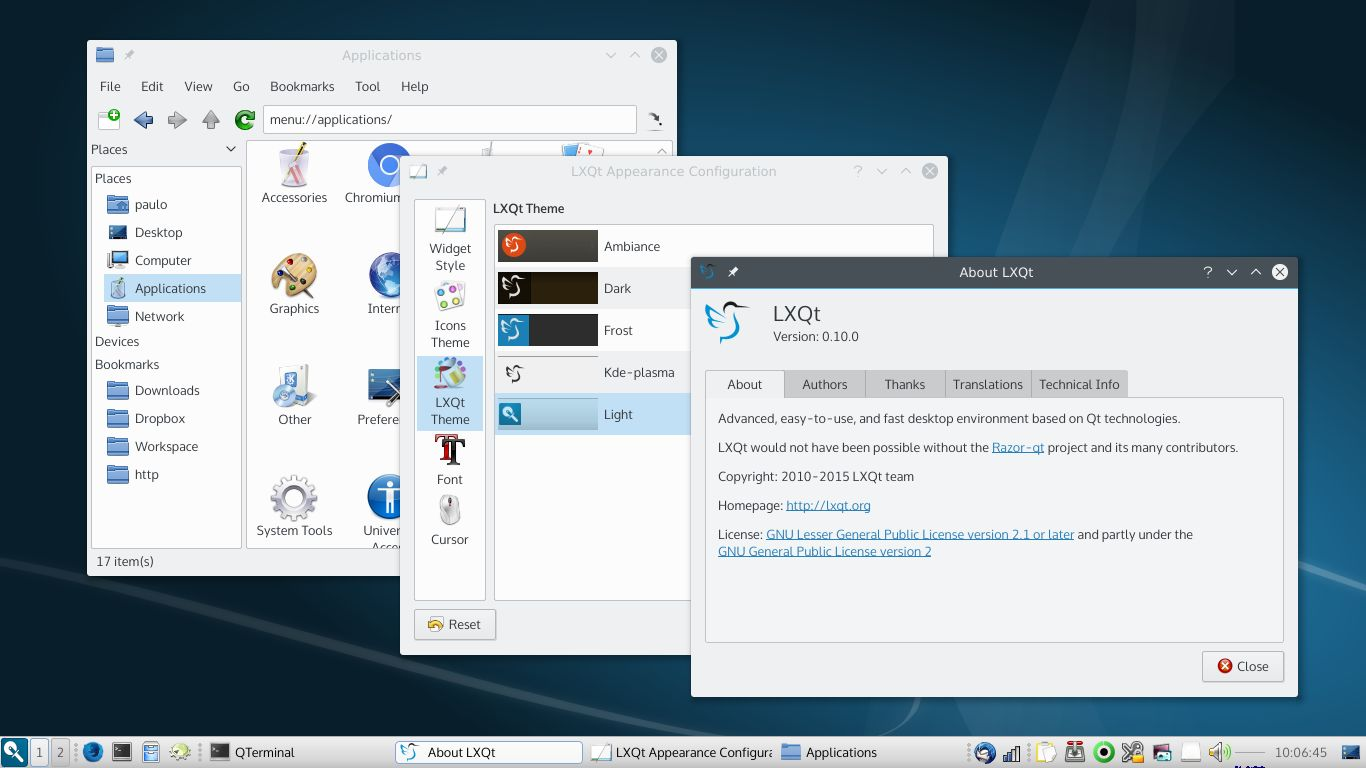 Applications
File Edit View Go Bookmarks Tool Help
menu://applications/
Places
Places
paulo
Desktop
Computer
Applications
Network
Devices
Bookmarks
Downloads
Dropbox
Workspace
http
Accessories
Graphics
Other
Prefere
System Tools
17 item(s)
LXQt Appearance Configuration
?
Widget
Style
Icons
Theme
LXQt
Theme
Font
Cursor
LXQt Theme
Ambiance
Dark
Frost
Kde-plasma
Light
Reset
About LXQt
?
LXQt
Version: 0.10.0
About Authors Thanks Translations Technical Info
Advanced, easy-to-use, and fast desktop environment based on Qt technologies.
LXQt would not have been possible without the Razor-qt project and its many contributors.
Copyright: 2010-2015 LXQt team
Homepage: http://lxqt.org
License: GNU Lesser General Public License version 2.1 or later and partly under the
GNU General Public License version 2
Close
1 2 QTerminal About LXQt LXQt Appearance Configura Applications 10:06:45